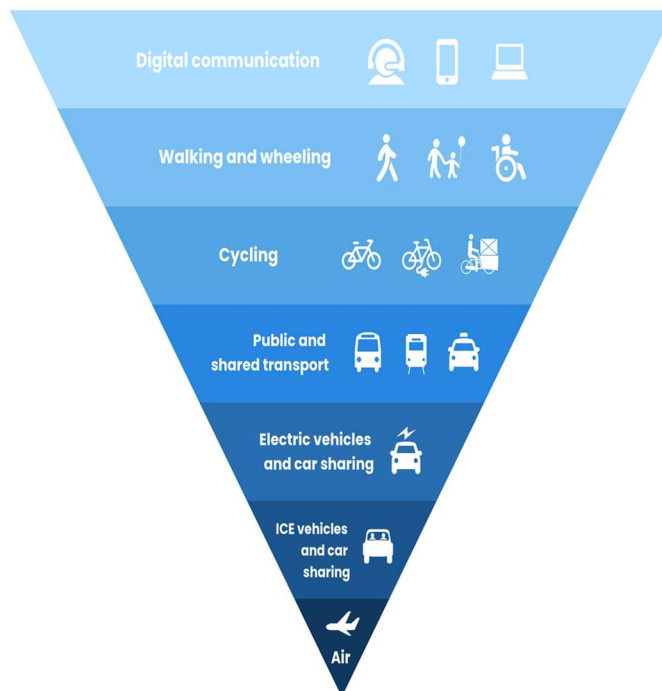 Digital communication
Walking and wheeling
Cycling
Public and
shared transport
Electric vehicles
and car sharing
ICE vehicles
and car
sharing
Air